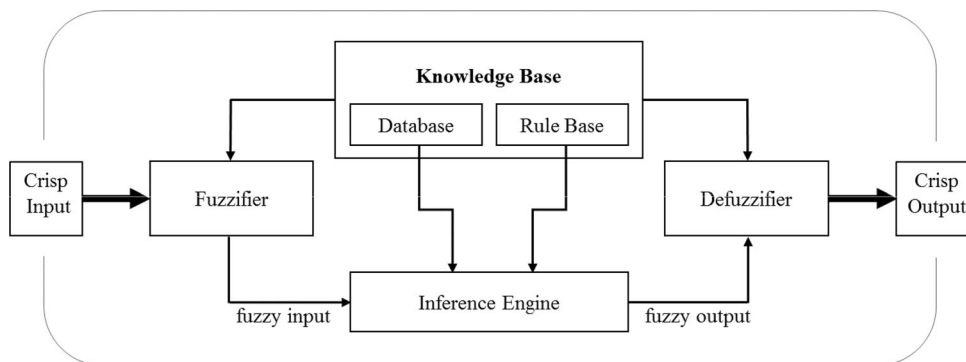 Knowledge Base
Database
Rule Base
Crisp
Input
Fuzzifier
Defuzzifier
Crisp
Output
Inference Engine
fuzzy input
fuzzy output